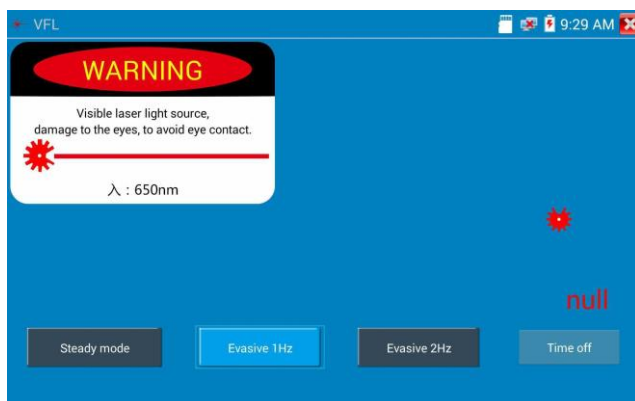 VFL
9:29 AM
WARNING
Visible laser light source,
damage to the eyes, to avoid eye contact.
入 : 650nm
null
Steady mode
Evasive 1Hz
Evasive 2Hz
Time off